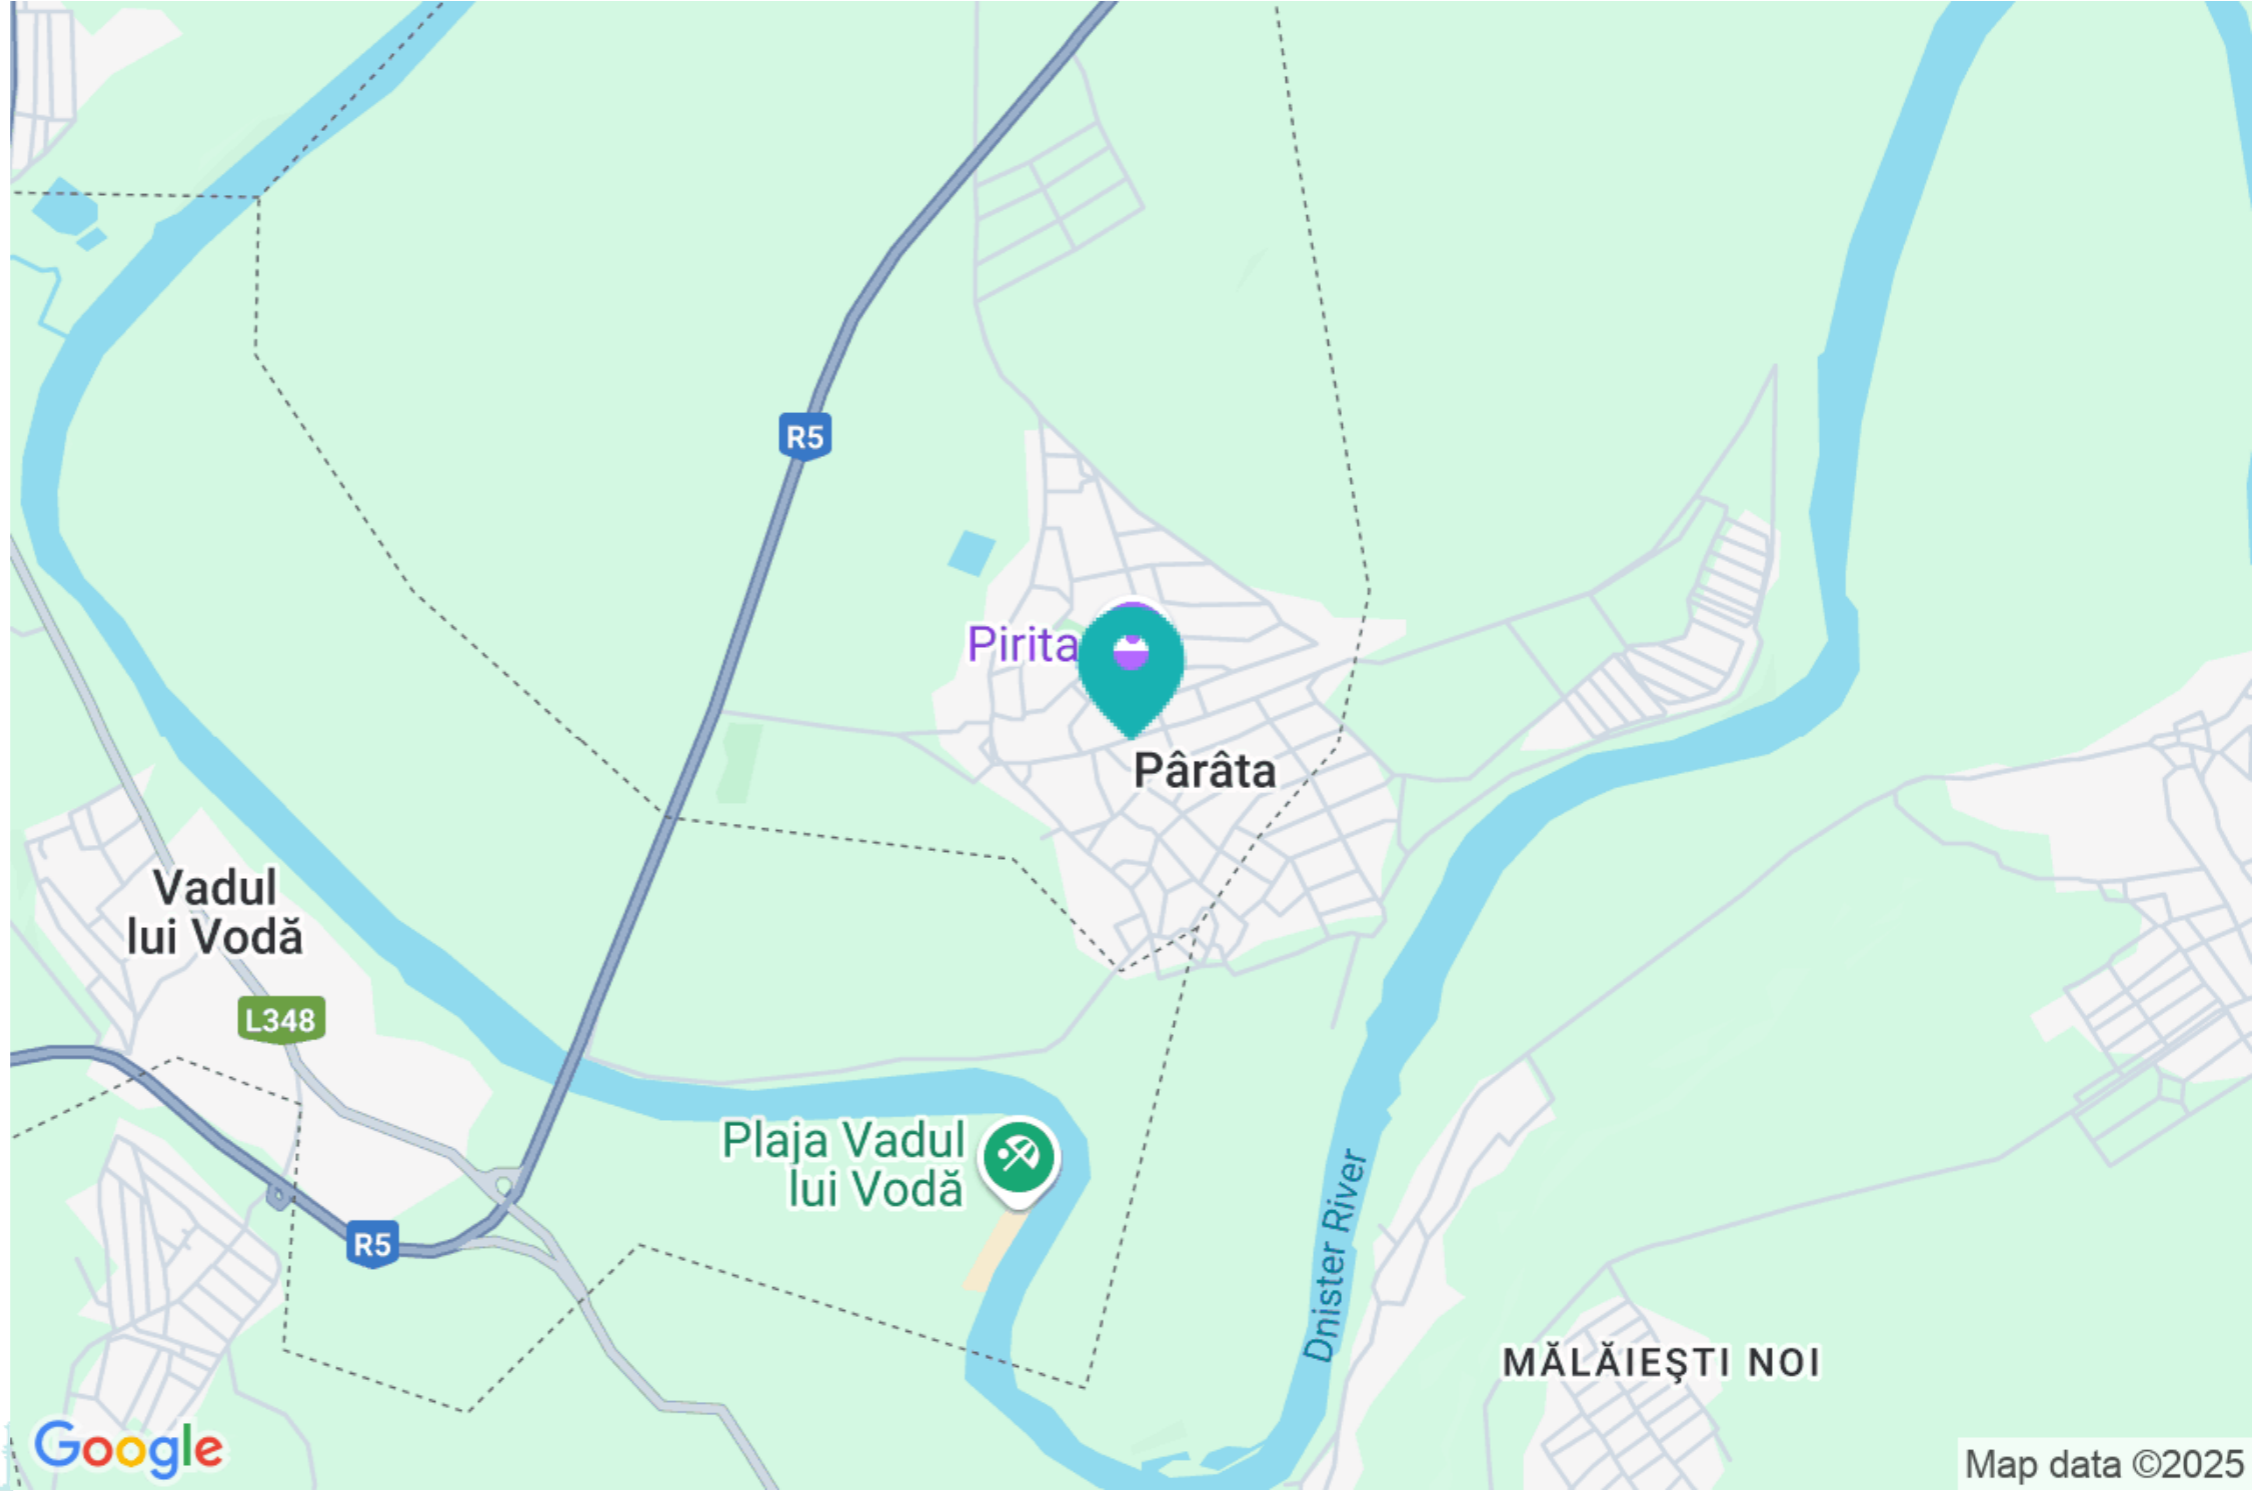 R5
Pirita
Pârâta
Vadul
lui Vodă
L348
Plaja Vadul
lui Vodă
R5
Dnister River
MĂLĂIEŞTI NOI
Google
Map data ©2025